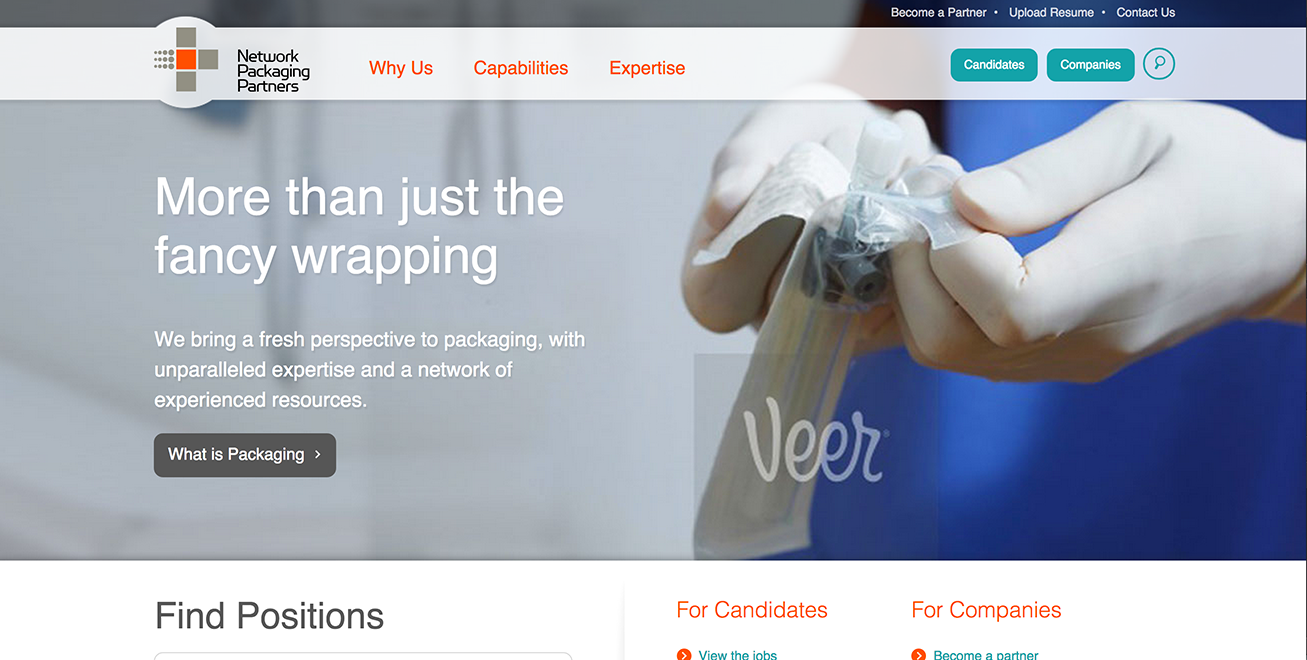 Become a Partner • Upload Resume • Contact Us
Network
Packaging
Partners
Why Us
Capabilities
Expertise
Candidates
Companies
More than just the
fancy wrapping
We bring a fresh perspective to packaging, with
unparalleled expertise and a network of
experienced resources.
What is Packaging ›
Veer®
Find Positions
For Candidates
View the jobs
For Companies
Become a partner